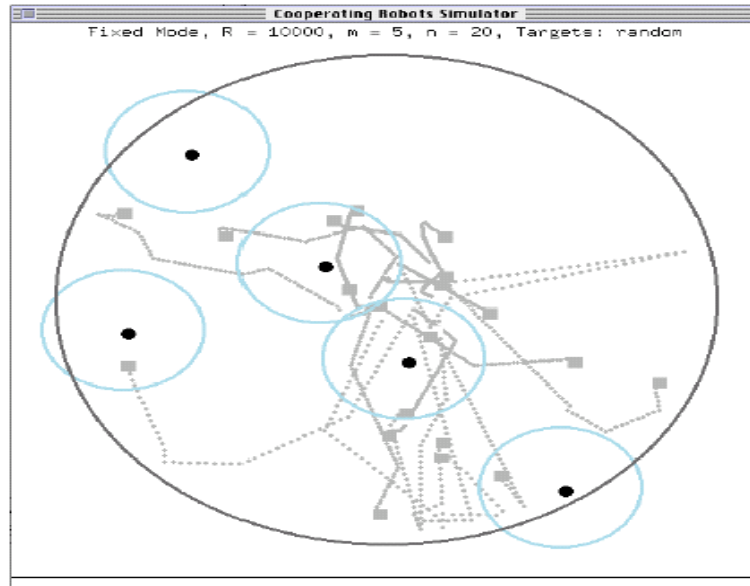 Cooperating Robots Simulator
Fixed Mode, R = 10000, m = 5, n = 20, Targets: random